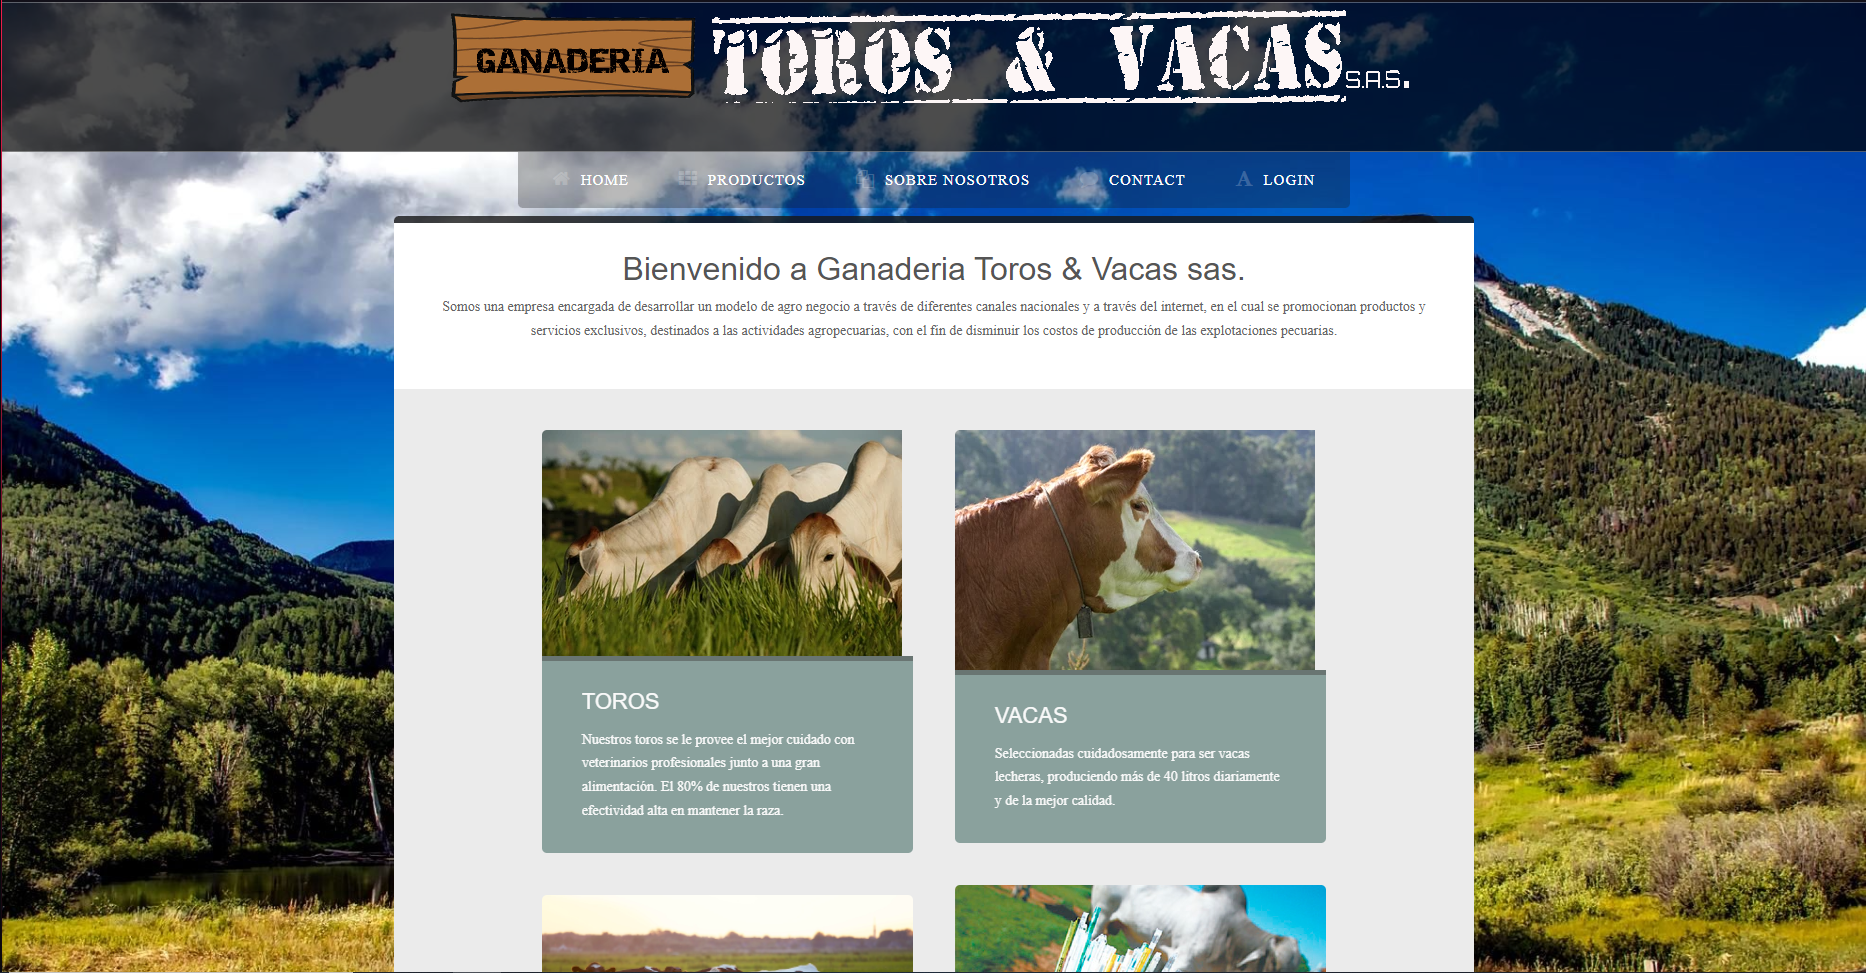 GANADERIA TOROS & VACAS S.A.S.
HOME PRODUCTOS SOBRE NOSOTROS CONTACT LOGIN
Bienvenido a Ganaderia Toros & Vacas sas.
Somos una empresa encargada de desarrollar un modelo de agro negocio a través de diferentes canales nacionales y a través del internet, en el cual se promocionan productos y
servicios exclusivos, destinados a las actividades agropecuarias, con el fin de disminuir los costos de producción de las explotaciones pecuarias.
TOROS
Nuestros toros se le provee el mejor cuidado con
veterinarios profesionales junto a una gran
alimentación. El 80% de nuestros tienen una
efectividad alta en mantener la raza.
VACAS
Seleccionadas cuidadosamente para ser vacas
lecheras, produciendo más de 40 litros diariamente
y de la mejor calidad.